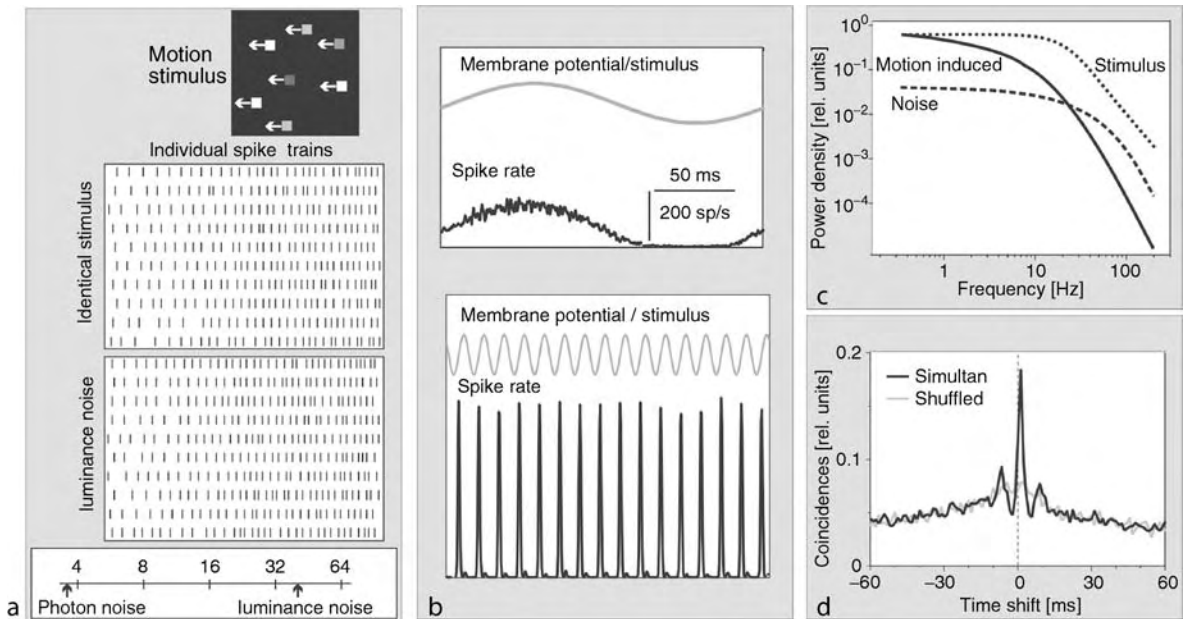 Motion
stimulus
Individual spike trains
Identical stimulus
luminance noise
4 8 16 32 64
Photon noise luminance noise
a
Membrane potential/stimulus
Spike rate
50 ms
200 sp/s
Membrane potential / stimulus
Spike rate
b
Power density [rel. units]
10⁰
10⁻¹
10⁻²
10⁻³
10⁻⁴
Motion induced
Stimulus
Noise
1 10 100
Frequency [Hz]
c
Coincidences [rel. units]
0.2
0.1
0
Simultan
Shuffled
−60 −30 0 30 60
Time shift [ms]
d